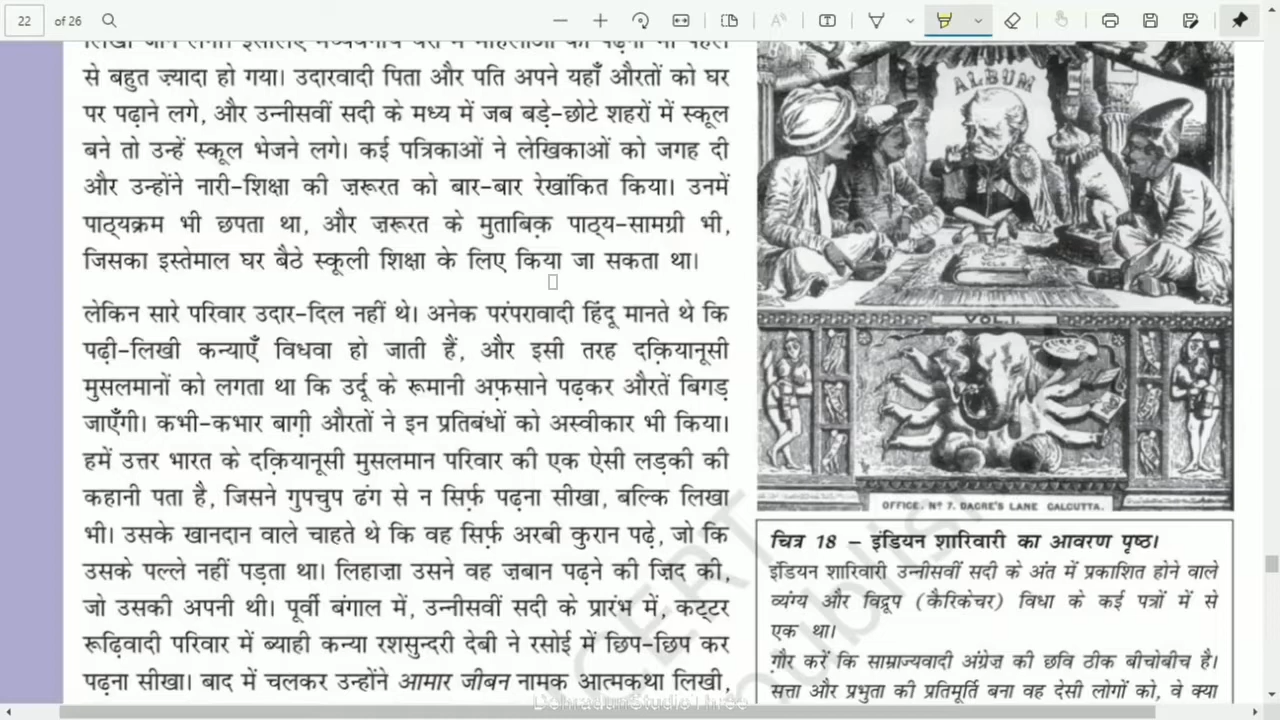 22
of 26
से बहुत ज़्यादा हो गया। उदारवादी पिता और पति अपने यहाँ औरतों को घर
पर पढ़ाने लगे, और उन्नीसवीं सदी के मध्य में जब बड़े-छोटे शहरों में स्कूल
बने तो उन्हें स्कूल भेजने लगे। कई पत्रिकाओं ने लेखिकाओं को जगह दी
और उन्होंने नारी-शिक्षा की ज़रूरत को बार-बार रेखांकित किया। उनमें
पाठ्यक्रम भी छपता था, और ज़रूरत के मुताबिक़ पाठ्य-सामग्री भी,
जिसका इस्तेमाल घर बैठे स्कूली शिक्षा के लिए किया जा सकता था।
लेकिन सारे परिवार उदार-दिल नहीं थे। अनेक परंपरावादी हिंदू मानते थे कि
पढ़ी-लिखी कन्याएँ विधवा हो जाती हैं, और इसी तरह दक़ियानूसी
मुसलमानों को लगता था कि उर्दू के रूमानी अफ़साने पढ़कर औरतें बिगड़
जाएँगी। कभी-कभार बाग़ी औरतों ने इन प्रतिबंधों को अस्वीकार भी किया।
हमें उत्तर भारत के दक़ियानूसी मुसलमान परिवार की एक ऐसी लड़की की
कहानी पता है, जिसने गुपचुप ढंग से न सिर्फ़ पढ़ना सीखा, बल्कि लिखा
भी। उसके खानदान वाले चाहते थे कि वह सिर्फ़ अरबी कुरान पढ़े, जो कि
उसके पल्ले नहीं पड़ता था। लिहाज़ा उसने वह ज़बान पढ़ने की ज़िद की,
जो उसकी अपनी थी। पूर्वी बंगाल में, उन्नीसवीं सदी के प्रारंभ में, कट्टर
रूढ़िवादी परिवार में ब्याही कन्या रशसुन्दरी देबी ने रसोई में छिप-छिप कर
पढ़ना सीखा। बाद में चलकर उन्होंने आमार जीबन नामक आत्मकथा लिखी,
ALBUM
VOL. I.
OFFICE. Nº 7. DACRE'S LANE CALCUTTA.
चित्र 18 – इंडियन शारिवारी का आवरण पृष्ठ।
इंडियन शारिवारी उन्नीसवीं सदी के अंत में प्रकाशित होने वाले
व्यंग्य और विद्रूप (कैरिकेचर) विधा के कई पत्रों में से
एक था।
ग़ौर करें कि साम्राज्यवादी अंग्रेज़ की छवि ठीक बीचोबीच है।
सत्ता और प्रभुता की प्रतिमूर्ति बना वह देसी लोगों को, वे क्या